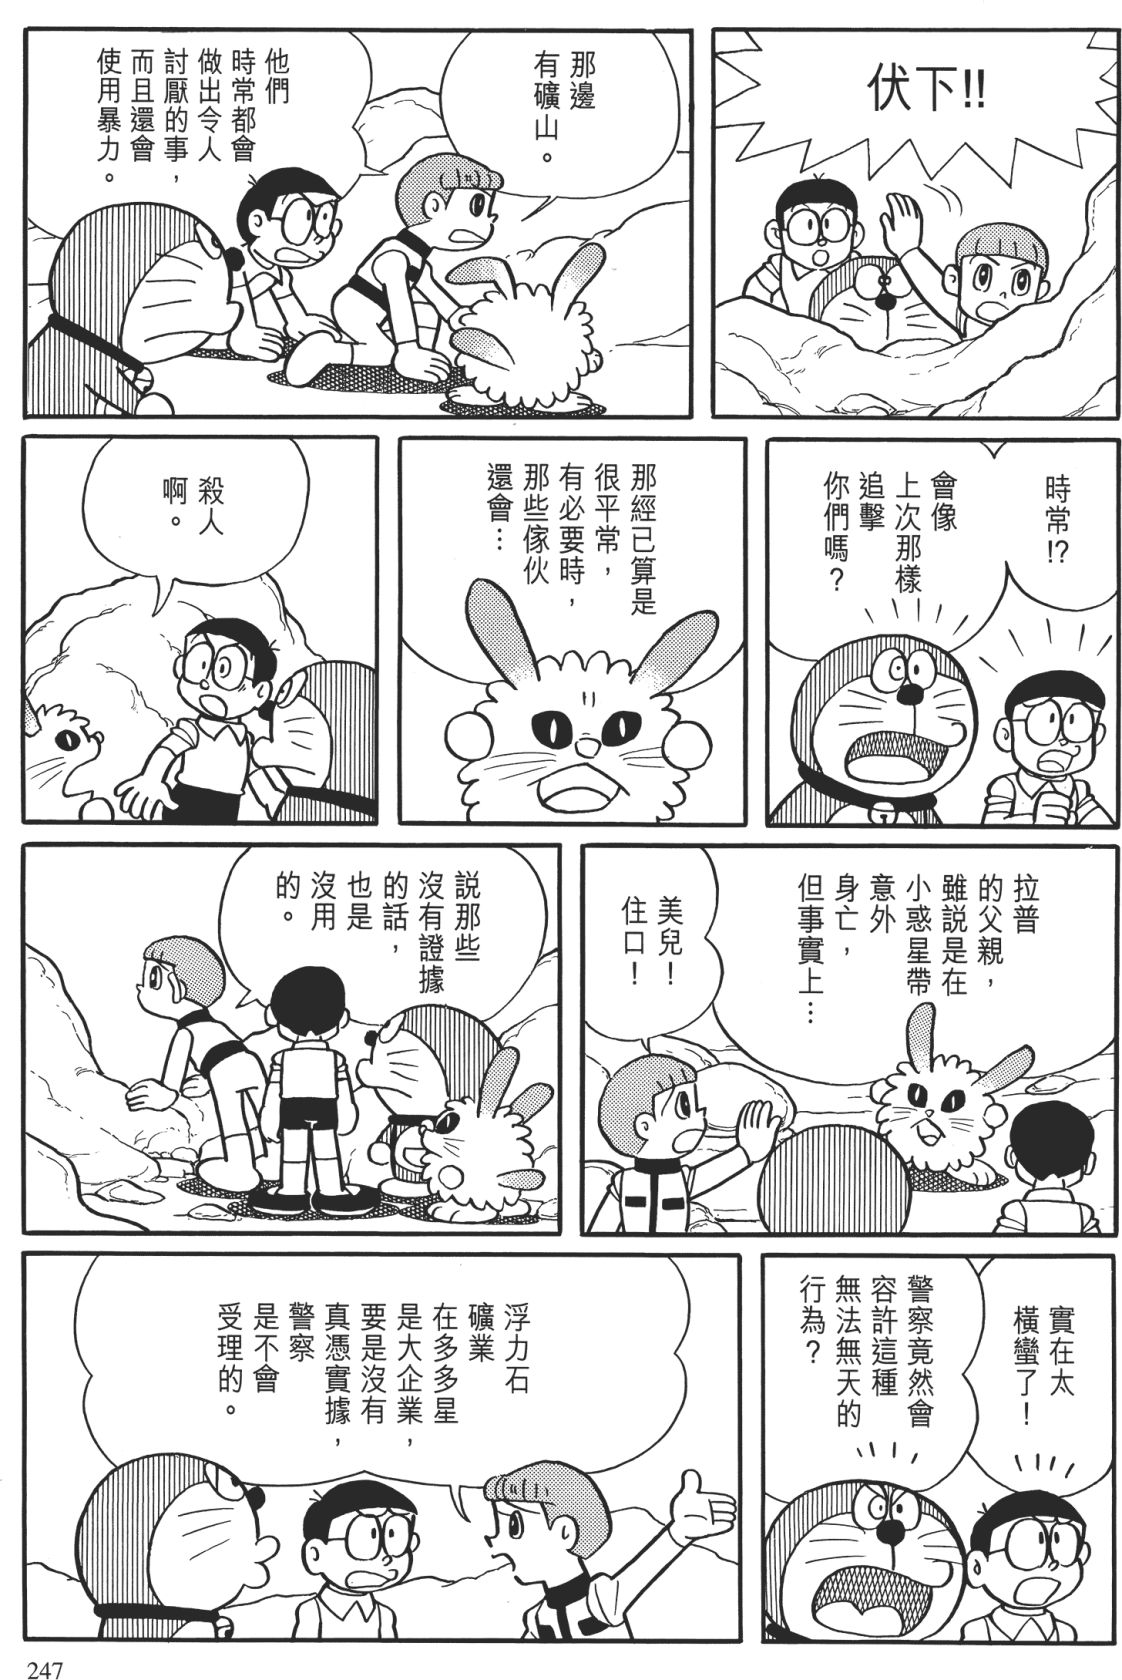 伏下!!
那邊
有礦山。
他們
時常都會
做出令人
討厭的事，
而且還會
使用暴力。
時常!?
會像
上次那樣
追擊
你們嗎？
那經已算是
很平常，
有必要時，
那些傢伙
還會…
殺人
啊。
拉普
的父親，
雖説是在
小惑星帶
意外
身亡，
但事實上…
美兒！
住口！
説那些
沒有證據
的話，
也是
沒用
的。
實在太
橫蠻了！
警察竟然會
容許這種
無法無天的
行為？
浮力石
礦業
在多多星
是大企業，
要是沒有
真憑實據，
警察
是不會
受理的。
247